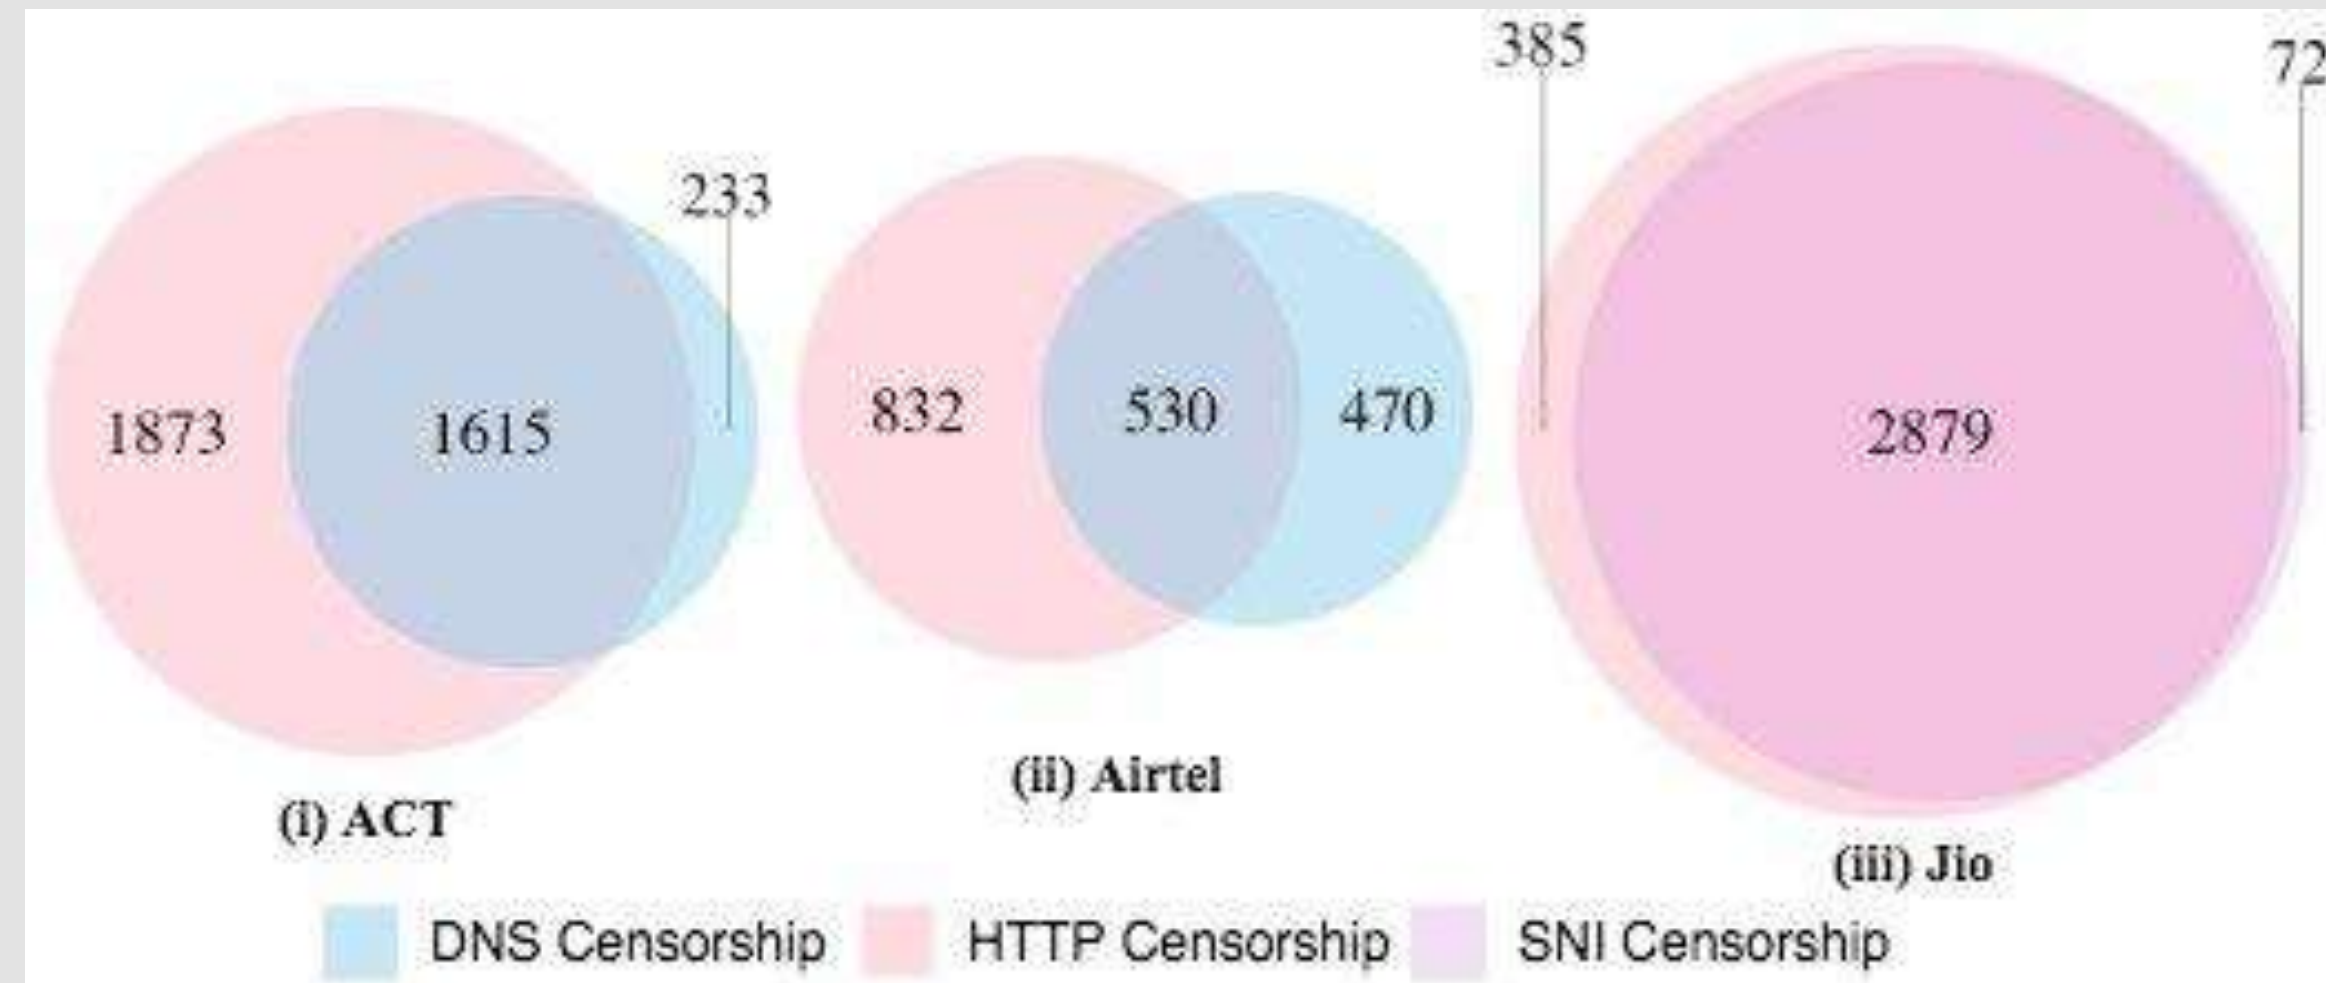 385
72
233
1873
1615
832
530
470
2879
(i) ACT
(ii) Airtel
(iii) Jio
DNS Censorship HTTP Censorship SNI Censorship